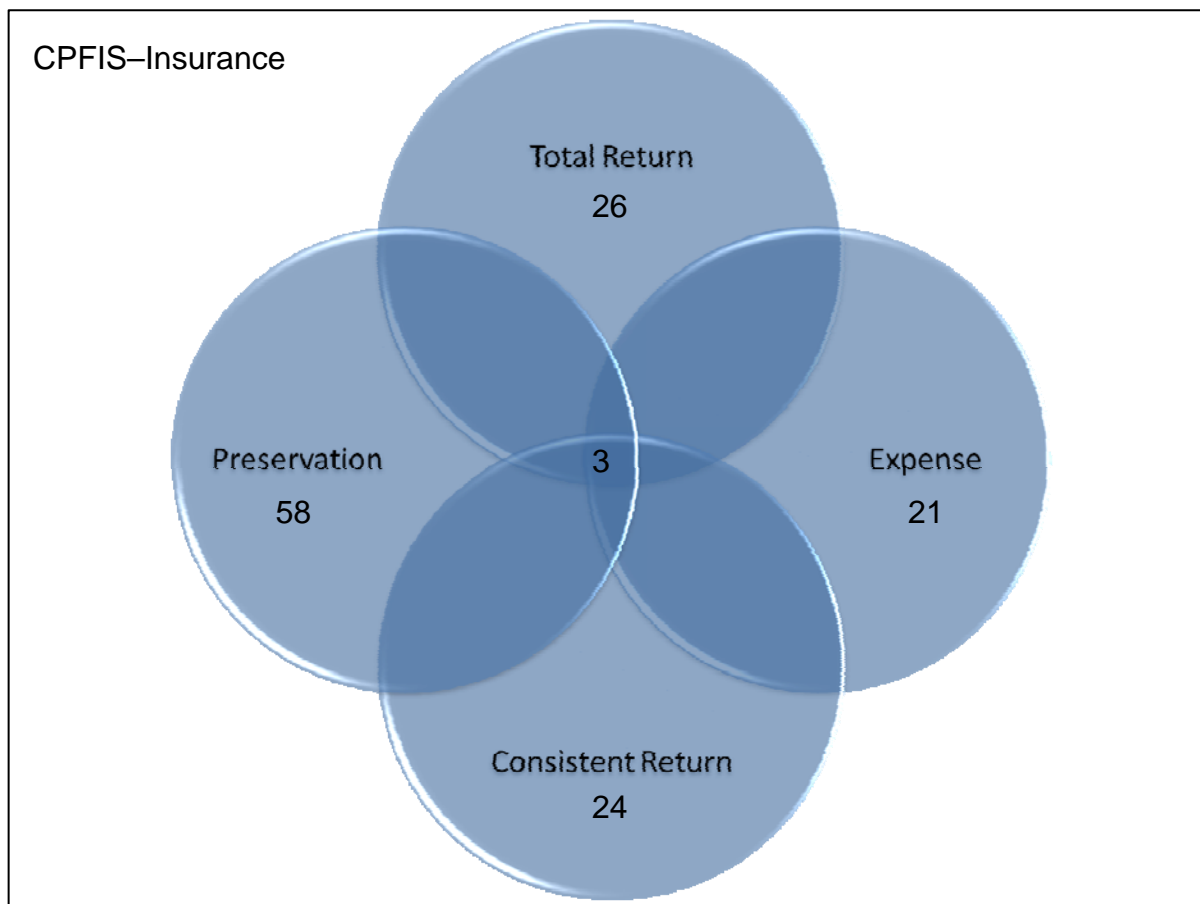 CPFIS–Insurance
Total Return
26
Preservation
58
3
Expense
21
Consistent Return
24